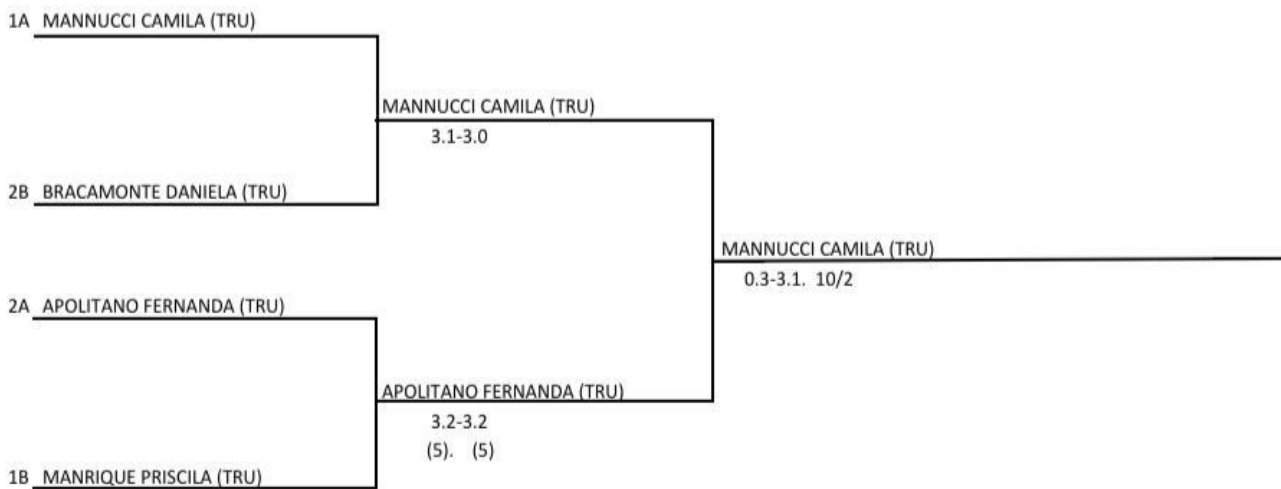 1A MANNUCCI CAMILA (TRU)
MANNUCCI CAMILA (TRU)
3.1-3.0
2B BRACAMONTE DANIELA (TRU)
MANNUCCI CAMILA (TRU)
0.3-3.1. 10/2
2A APOLITANO FERNANDA (TRU)
APOLITANO FERNANDA (TRU)
3.2-3.2
(5). (5)
1B MANRIQUE PRISCILA (TRU)